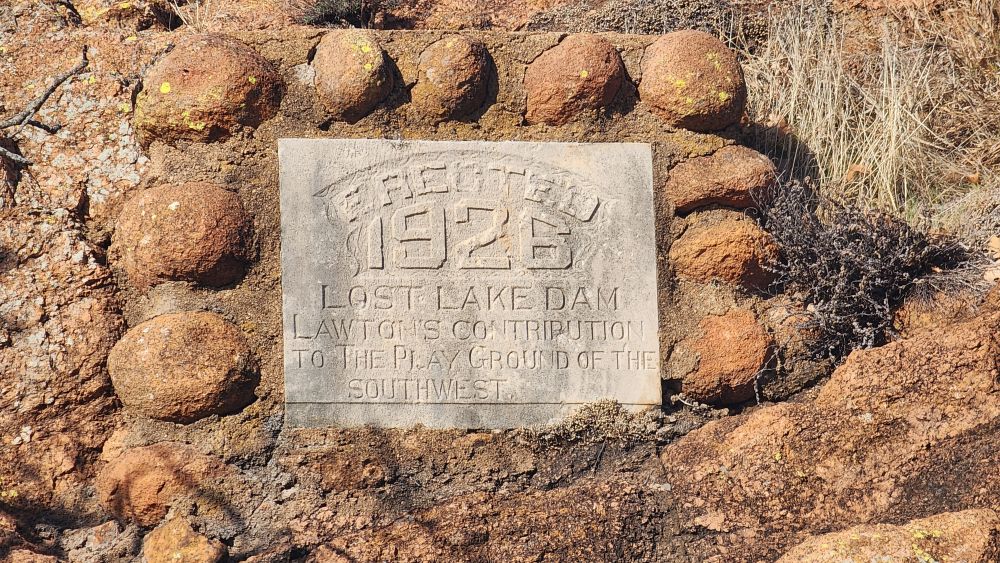 ERECTED
1926
LOST LAKE DAM
LAWTON'S CONTRIBUTION
TO THE PLAY GROUND OF THE
SOUTHWEST.